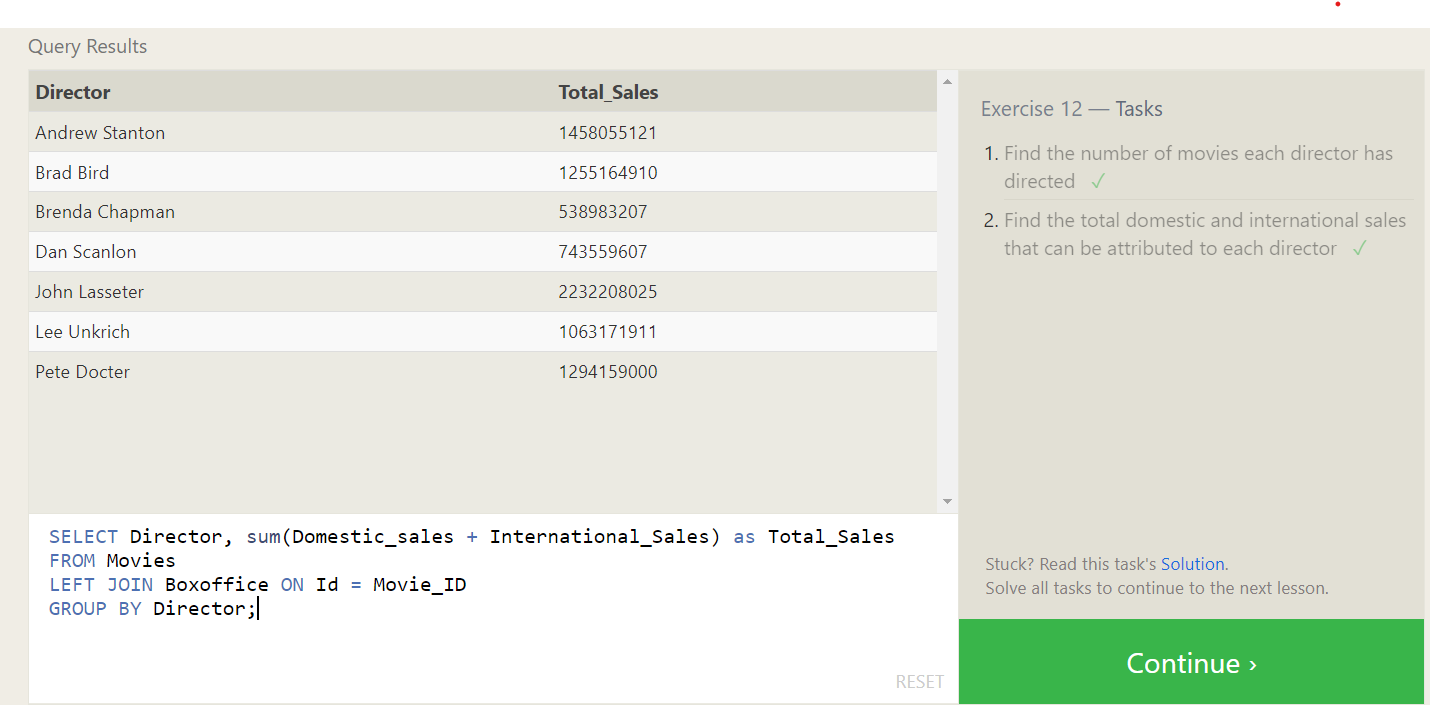 Query Results
Director Total_Sales
Andrew Stanton 1458055121
Brad Bird 1255164910
Brenda Chapman 538983207
Dan Scanlon 743559607
John Lasseter 2232208025
Lee Unkrich 1063171911
Pete Docter 1294159000
SELECT Director, sum(Domestic_sales + International_Sales) as Total_Sales
FROM Movies
LEFT JOIN Boxoffice ON Id = Movie_ID
GROUP BY Director;
RESET
Exercise 12 — Tasks
1. Find the number of movies each director has
directed ✓
2. Find the total domestic and international sales
that can be attributed to each director ✓
Stuck? Read this task's Solution.
Solve all tasks to continue to the next lesson.
Continue ›